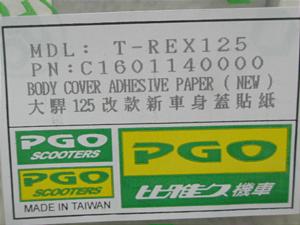 MDL: T-REX125
PN:C1601140000
BODY COVER ADHESIVE PAPER (NEW)
大騆125改款新車身蓋貼紙
PGO
SCOOTERS
PGO
SCOOTERS
MADE IN TAIWAN
PGO
比雅久機車